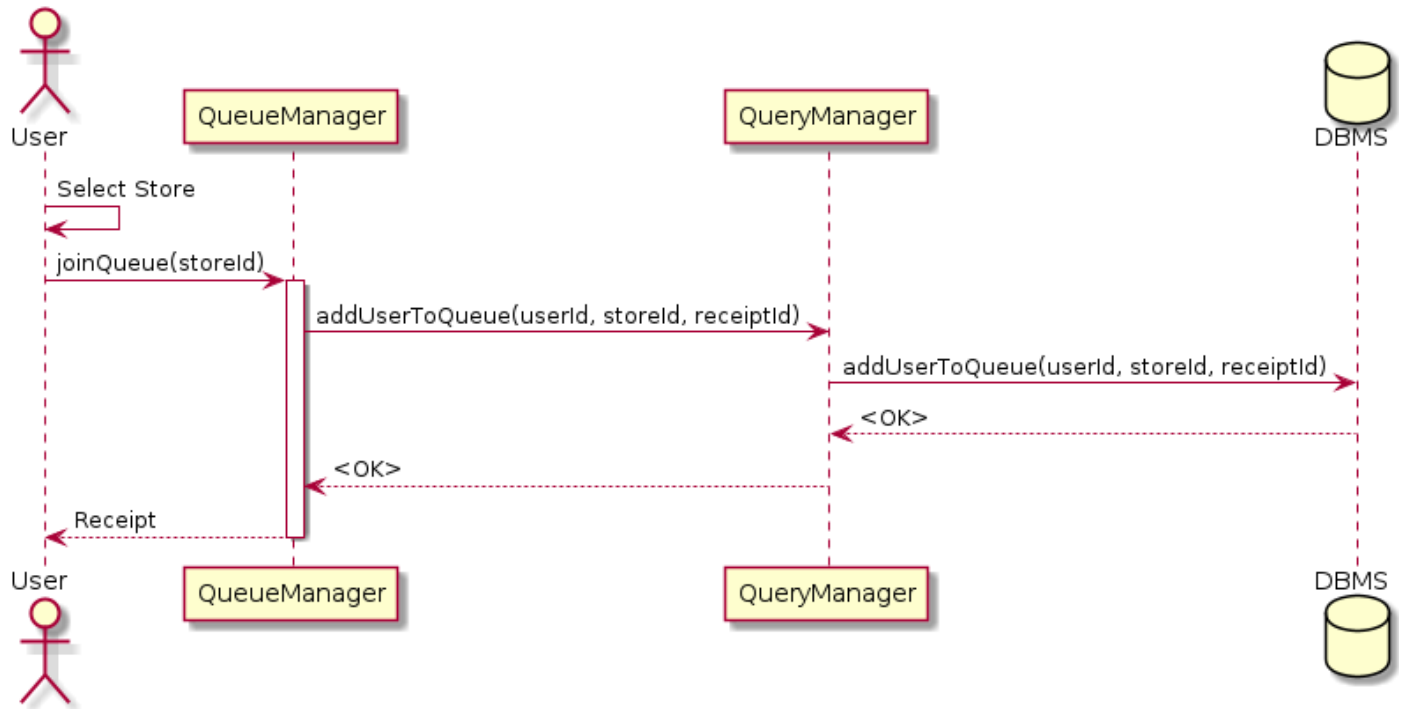 User
QueueManager
QueryManager
DBMS
Select Store
joinQueue(storeId)
addUserToQueue(userId, storeId, receiptId)
addUserToQueue(userId, storeId, receiptId)
<OK>
<OK>
Receipt
User
QueueManager
QueryManager
DBMS